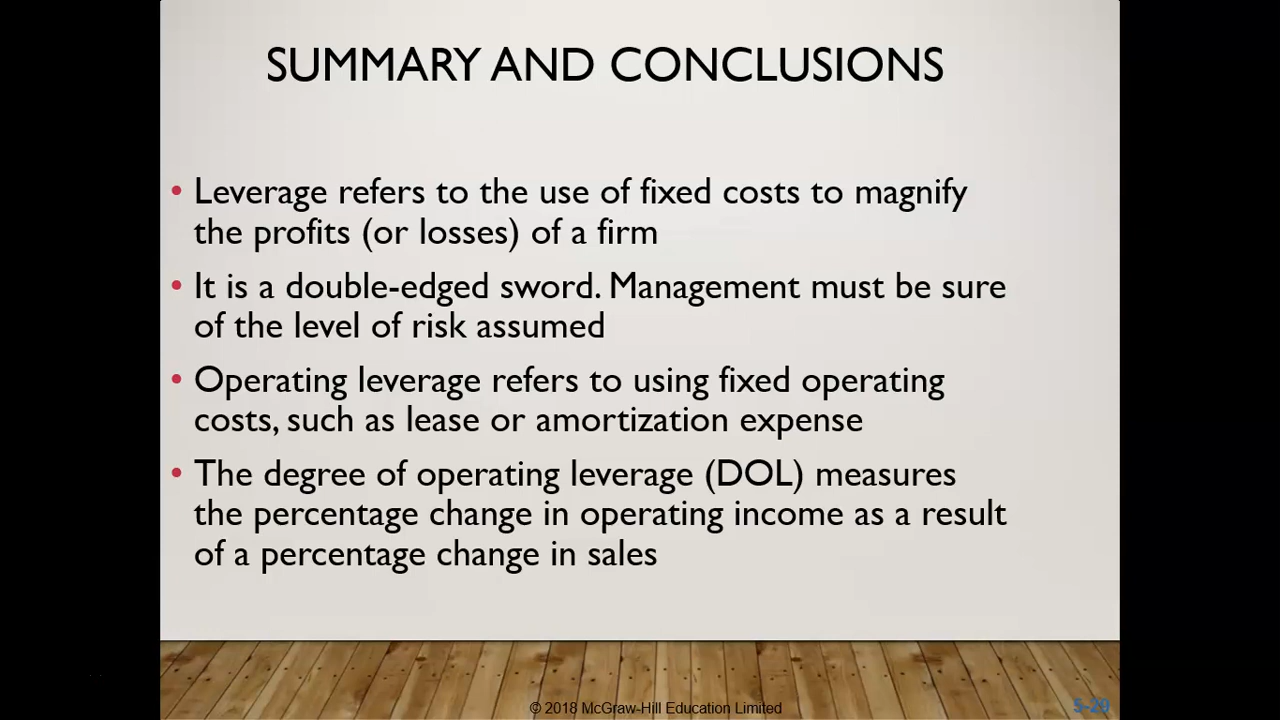 SUMMARY AND CONCLUSIONS
• Leverage refers to the use of fixed costs to magnify
the profits (or losses) of a firm
• It is a double-edged sword. Management must be sure
of the level of risk assumed
• Operating leverage refers to using fixed operating
costs, such as lease or amortization expense
• The degree of operating leverage (DOL) measures
the percentage change in operating income as a result
of a percentage change in sales
© 2018 McGraw-Hill Education Limited
5-29